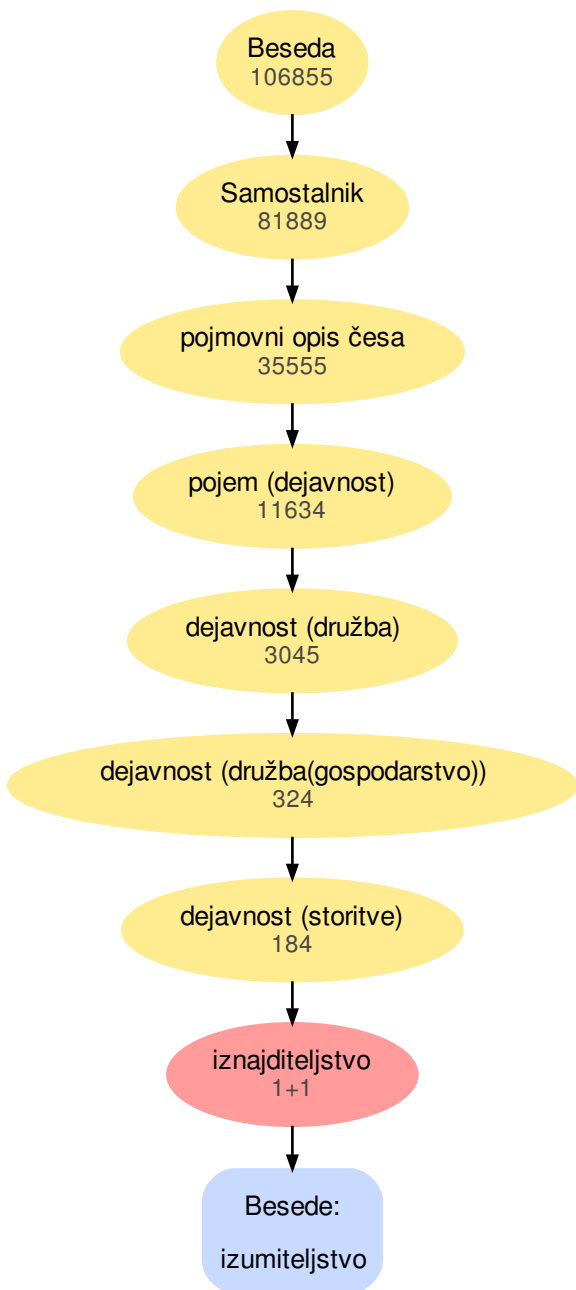 Beseda
106855
Samostalnik
81889
pojmovni opis česa
35555
pojem (dejavnost)
11634
dejavnost (družba)
3045
dejavnost (družba(gospodarstvo))
324
dejavnost (storitve)
184
iznajditeljstvo
1+1
Besede:
izumiteljstvo